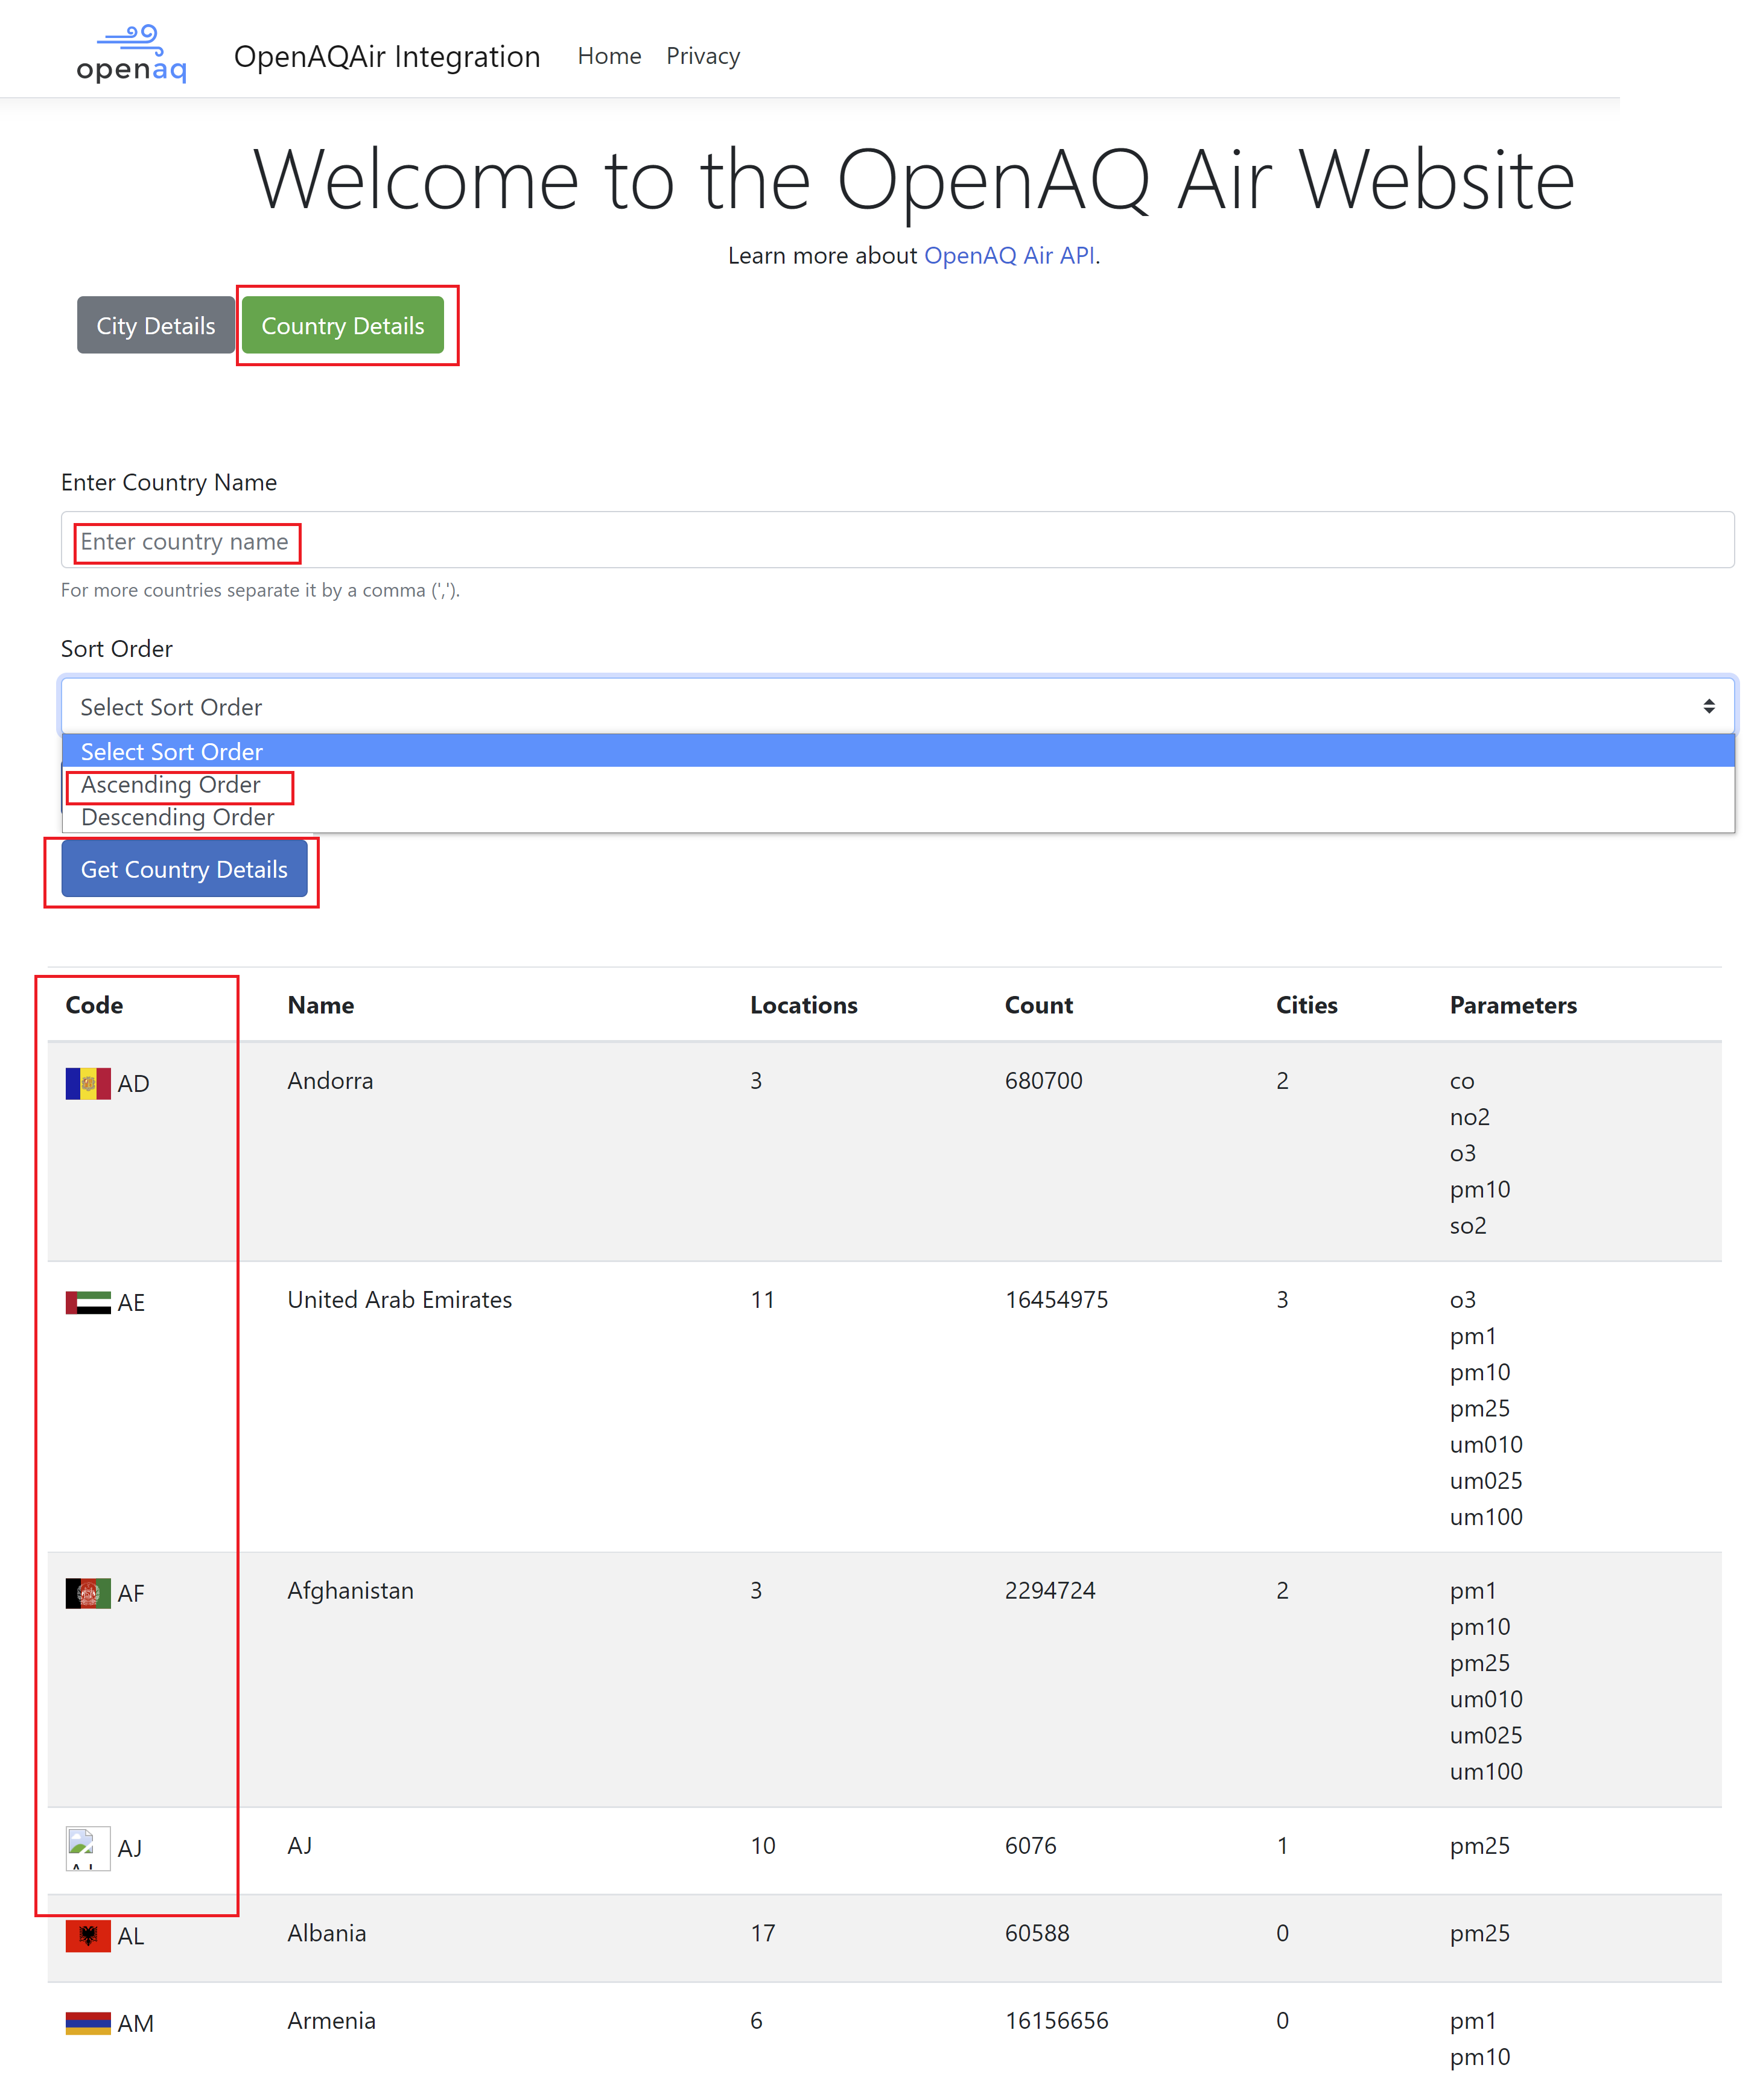 openaq
OpenAQAir Integration Home Privacy
Welcome to the OpenAQ Air Website
Learn more about OpenAQ Air API.
City Details Country Details
Enter Country Name
Enter country name
For more countries separate it by a comma (',').
Sort Order
Select Sort Order
Select Sort Order
Ascending Order
Descending Order
Get Country Details
Code Name Locations Count Cities Parameters
AD Andorra 3 680700 2 co
no2
o3
pm10
so2
AE United Arab Emirates 11 16454975 3 o3
pm1
pm10
pm25
um010
um025
um100
AF Afghanistan 3 2294724 2 pm1
pm10
pm25
um010
um025
um100
AJ AJ 10 6076 1 pm25
AL Albania 17 60588 0 pm25
AM Armenia 6 16156656 0 pm1
pm10